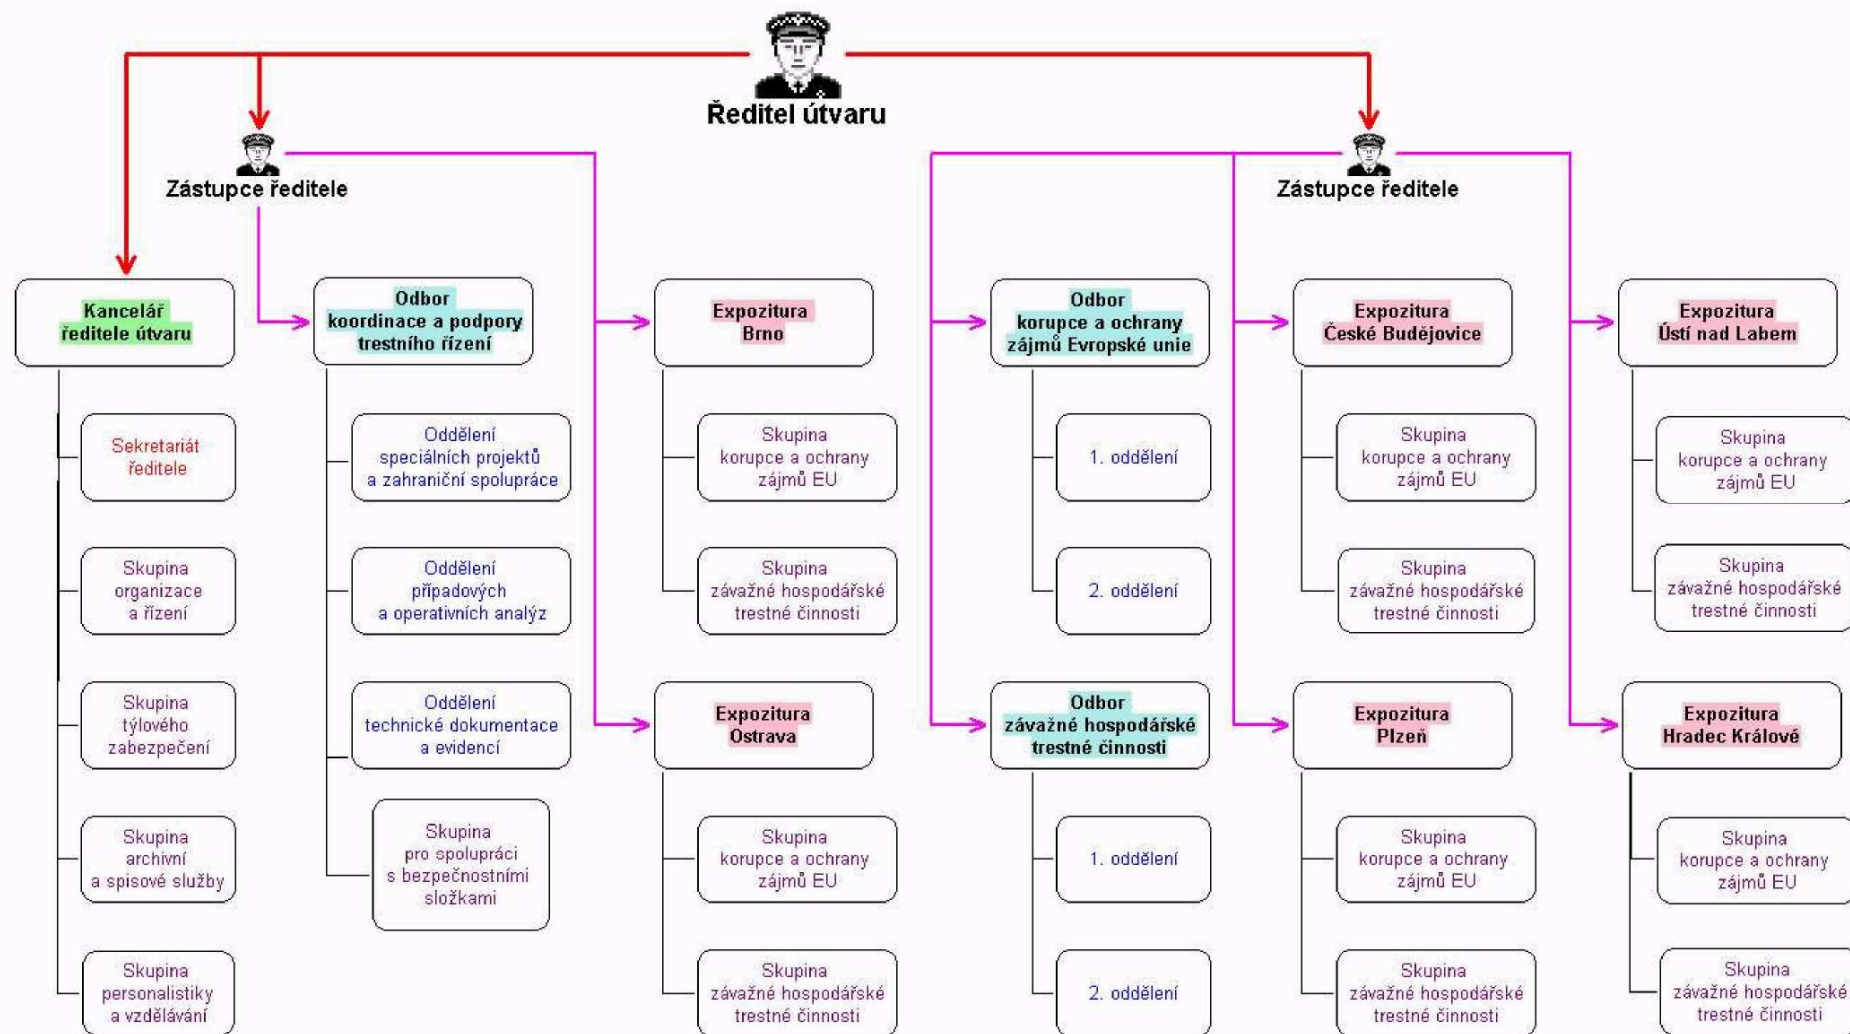 Ředitel útvaru
Zástupce ředitele
Zástupce ředitele
Kancelář
ředitele útvaru
Sekretariát
ředitele
Skupina
organizace
a řízení
Skupina
týlového
zabezpečení
Skupina
archivní
a spisové služby
Skupina
personalistiky
a vzdělávání
Odbor
koordinace a podpory
trestního řízení
Oddělení
speciálních projektů
a zahraniční spolupráce
Oddělení
případových
a operativních analýz
Oddělení
technické dokumentace
a evidencí
Skupina
pro spolupráci
s bezpečnostními
složkami
Expozitura
Brno
Skupina
korupce a ochrany
zájmů EU
Skupina
závažné hospodářské
trestné činnosti
Expozitura
Ostrava
Skupina
korupce a ochrany
zájmů EU
Skupina
závažné hospodářské
trestné činnosti
Odbor
korupce a ochrany
zájmů Evropské unie
1. oddělení
2. oddělení
Odbor
závažné hospodářské
trestné činnosti
1. oddělení
2. oddělení
Expozitura
České Budějovice
Skupina
korupce a ochrany
zájmů EU
Skupina
závažné hospodářské
trestné činnosti
Expozitura
Plzeň
Skupina
korupce a ochrany
zájmů EU
Skupina
závažné hospodářské
trestné činnosti
Expozitura
Ústí nad Labem
Skupina
korupce a ochrany
zájmů EU
Skupina
závažné hospodářské
trestné činnosti
Expozitura
Hradec Králové
Skupina
korupce a ochrany
zájmů EU
Skupina
závažné hospodářské
trestné činnosti